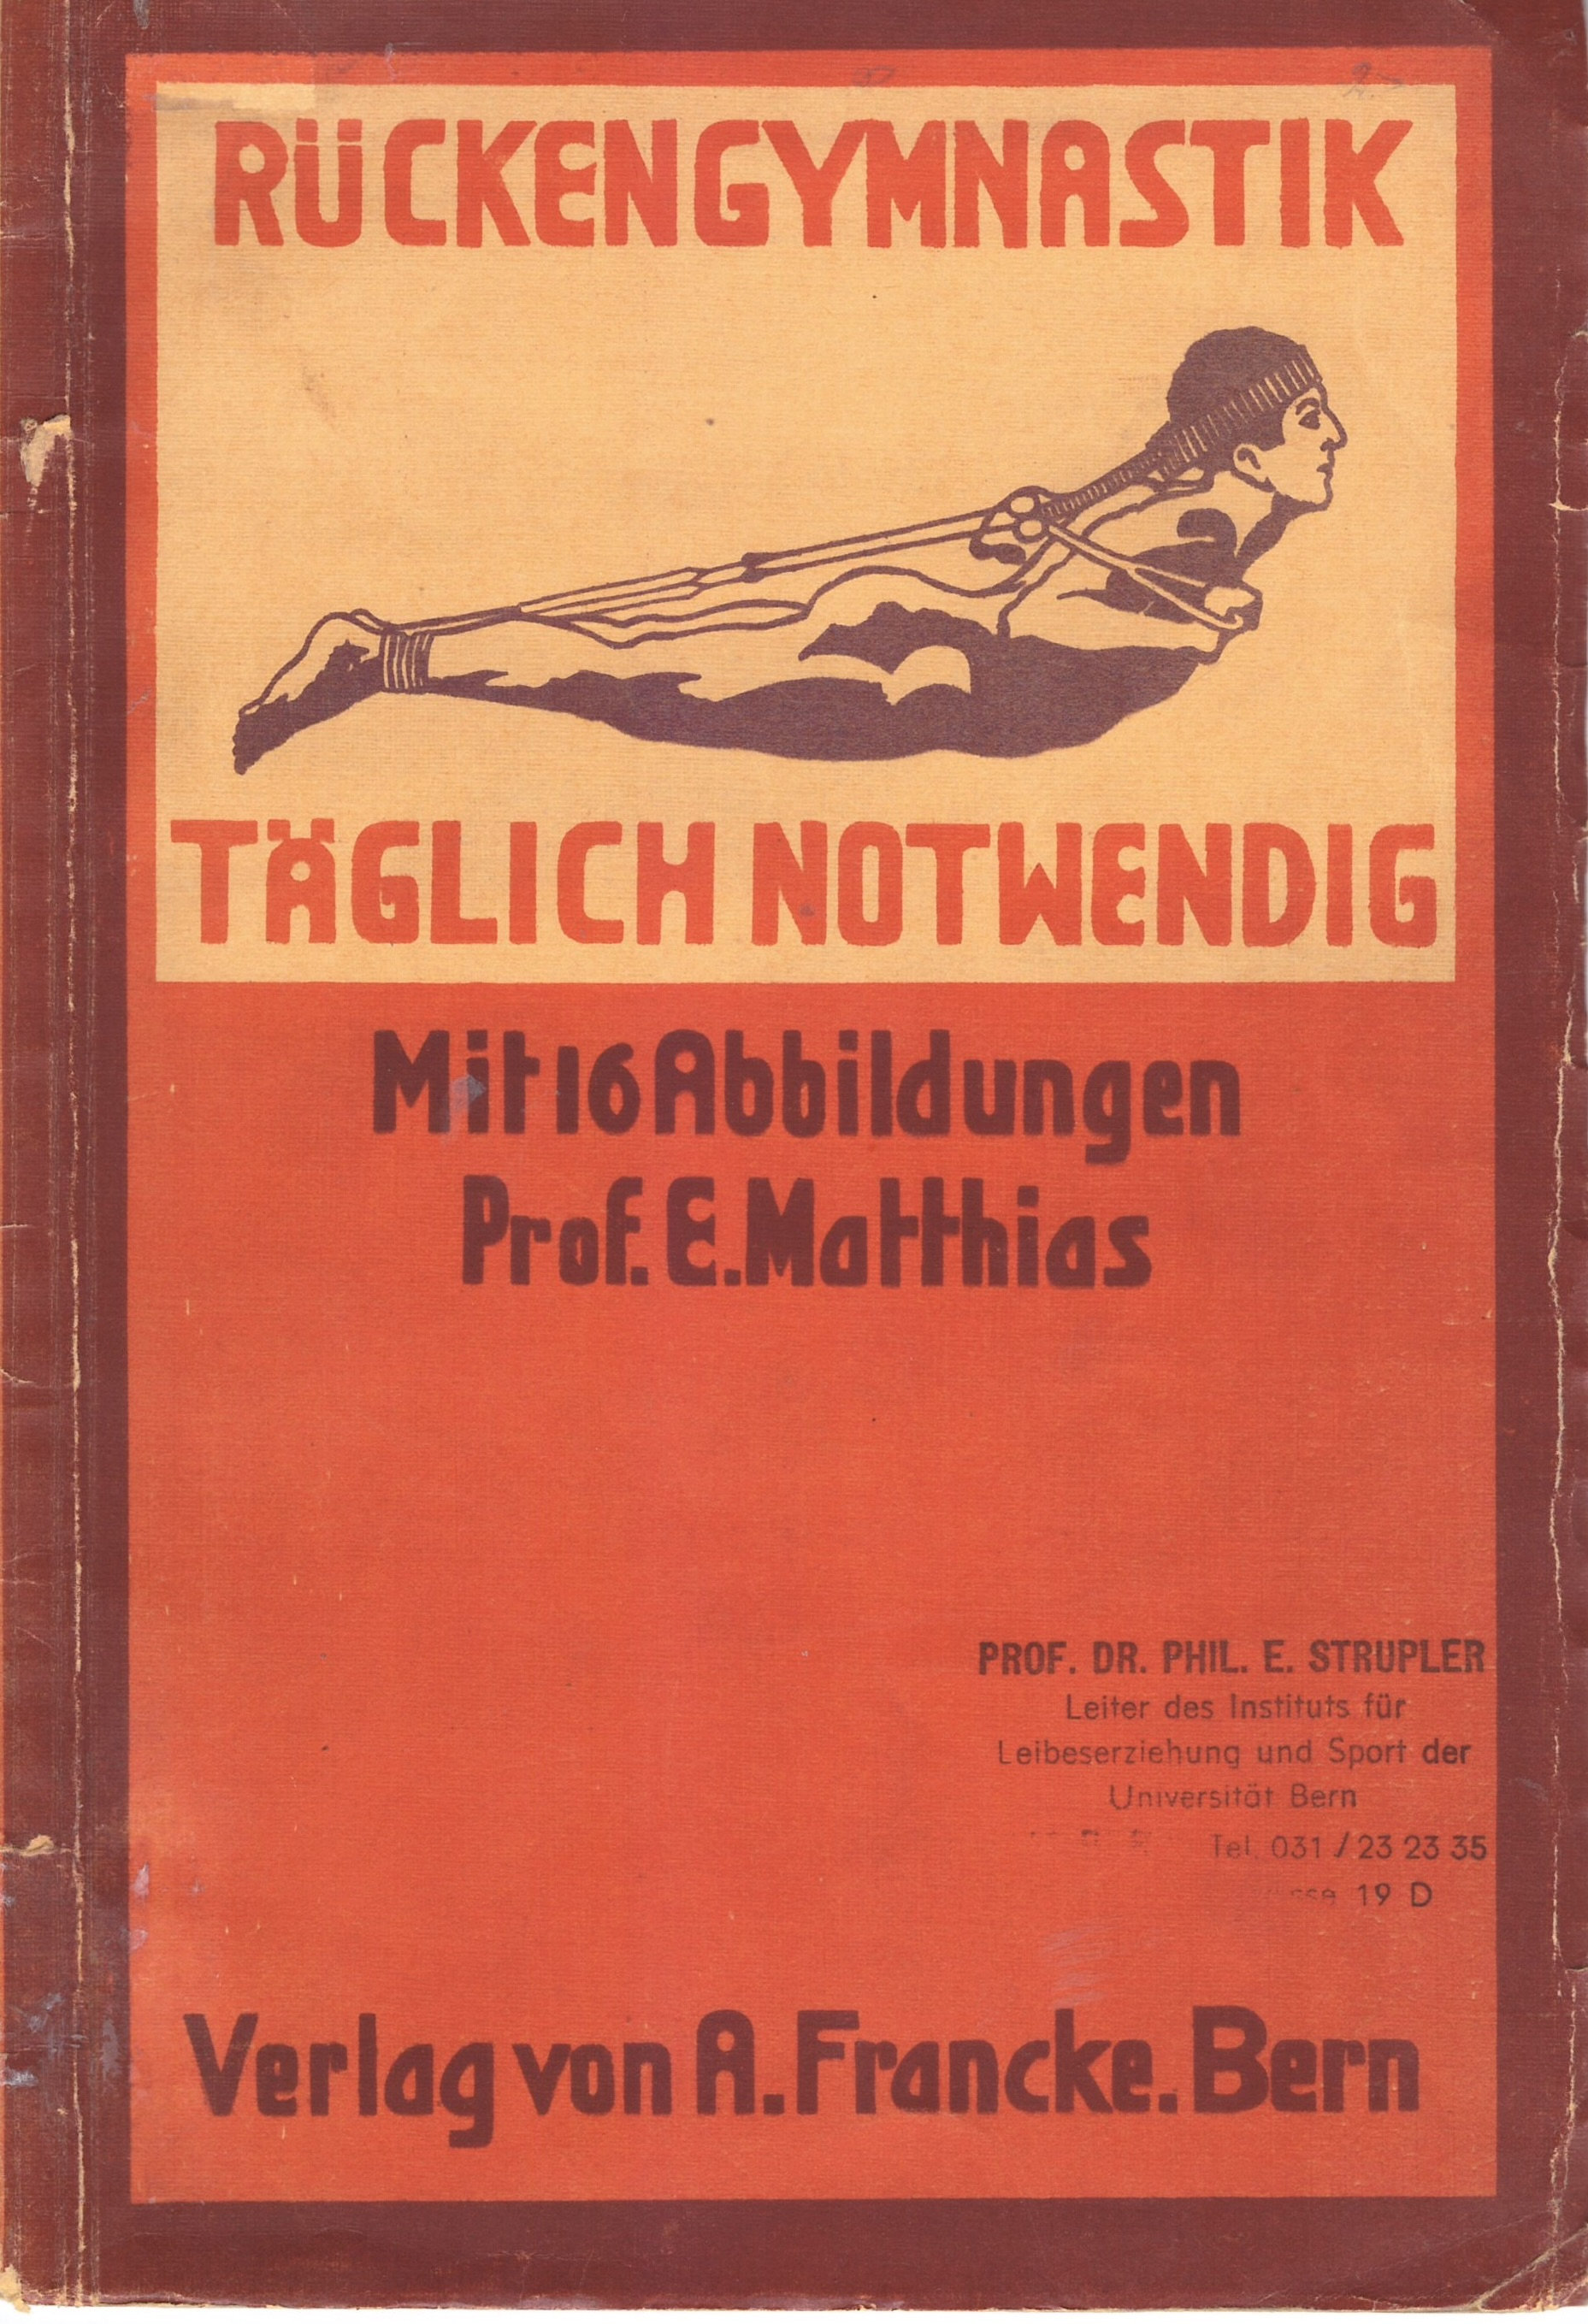 RÜCKENGYMNASTIK
TÄGLICH NOTWENDIG
Mit 16 Abbildungen
Prof. E. Matthias
PROF. DR. PHIL. E. STRUPLER
Leiter des Instituts für
Leibeserziehung und Sport der
Universität Bern
Tel. 031 / 23 23 35
19 D
Verlag von A. Francke. Bern